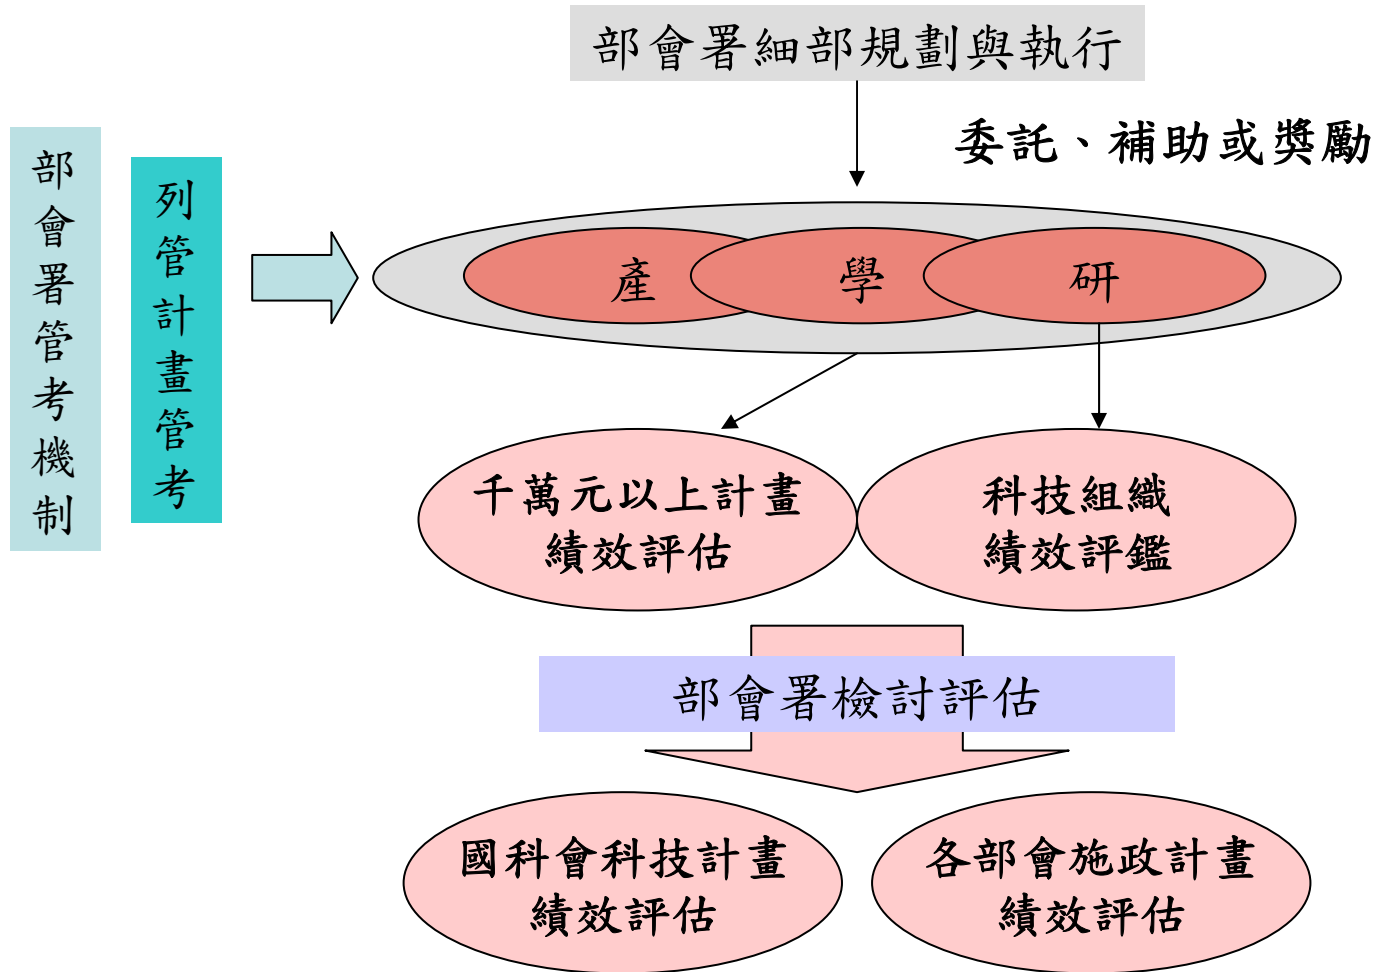 部會署細部規劃與執行
委託、補助或獎勵
部會署管考機制
列管計畫管考
產
學
研
千萬元以上計畫
績效評估
科技組織
績效評鑑
部會署檢討評估
國科會科技計畫
績效評估
各部會施政計畫
績效評估